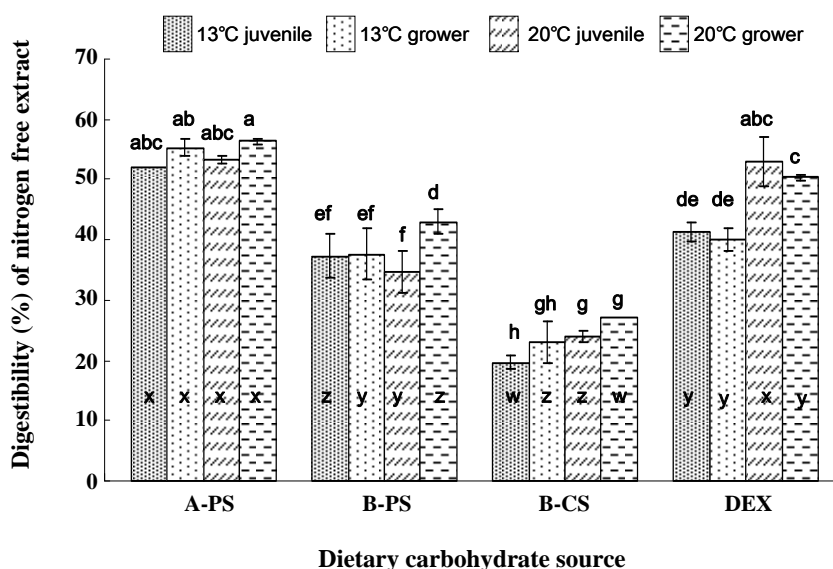 13°C juvenile 13°C grower 20°C juvenile 20°C grower
Digestibility (%) of nitrogen free extract
70
60
50
40
30
20
10
0
abc ab abc a
ef ef f d
h gh g g
de de abc c
x x x x
z y y z
w z z w
y y x y
A-PS B-PS B-CS DEX
Dietary carbohydrate source